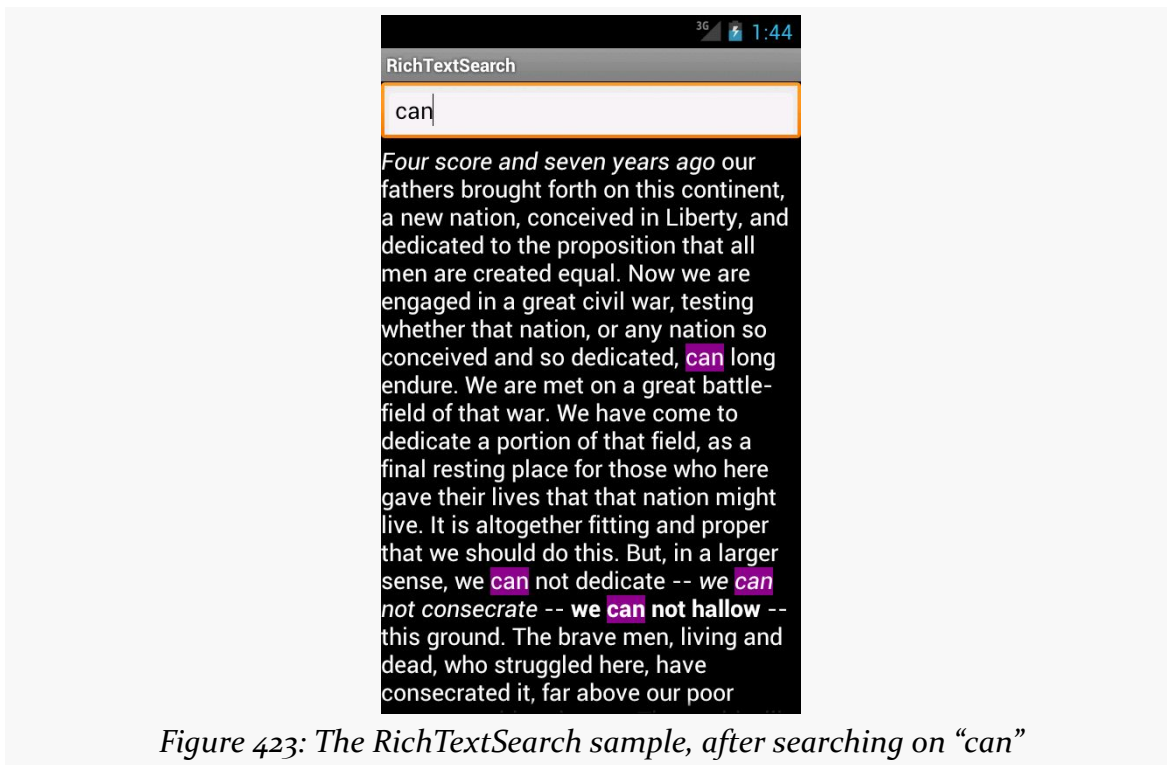 3G 1:44
RichTextSearch
can
Four score and seven years ago our
fathers brought forth on this continent,
a new nation, conceived in Liberty, and
dedicated to the proposition that all
men are created equal. Now we are
engaged in a great civil war, testing
whether that nation, or any nation so
conceived and so dedicated, can long
endure. We are met on a great battle-
field of that war. We have come to
dedicate a portion of that field, as a
final resting place for those who here
gave their lives that that nation might
live. It is altogether fitting and proper
that we should do this. But, in a larger
sense, we can not dedicate -- we can
not consecrate -- we can not hallow --
this ground. The brave men, living and
dead, who struggled here, have
consecrated it, far above our poor
Figure 423: The RichTextSearch sample, after searching on “can”